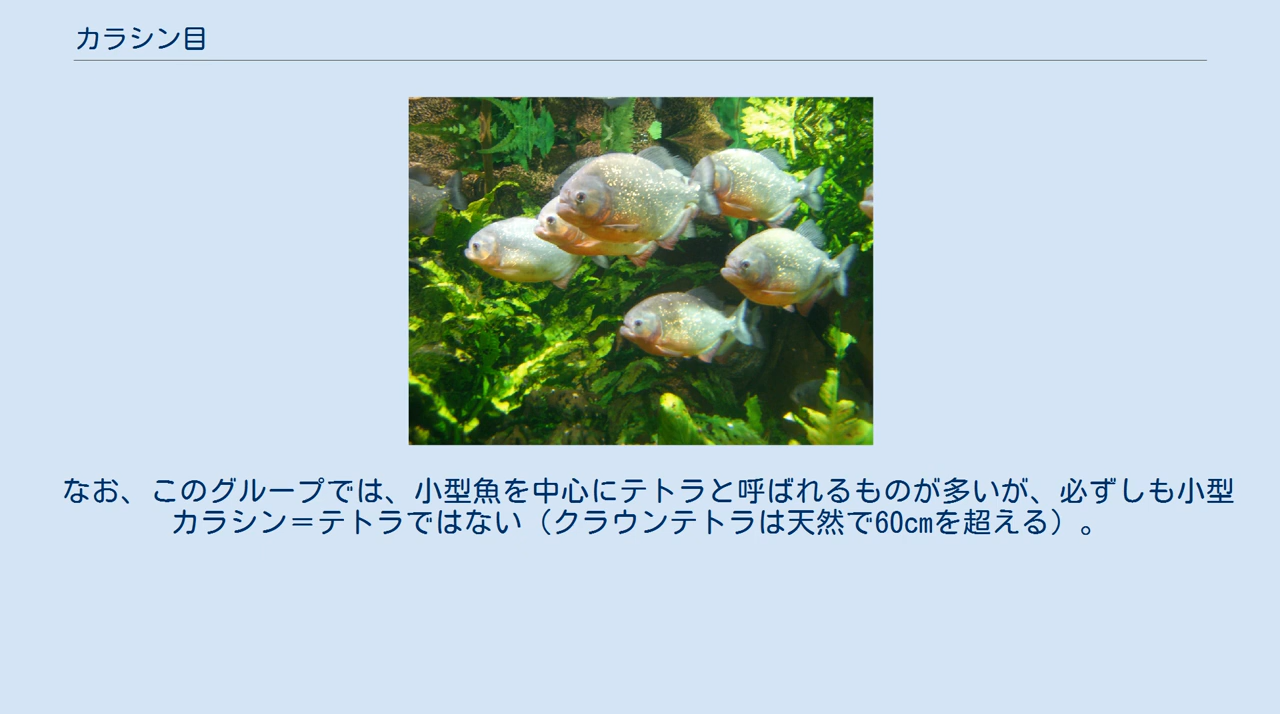 カラシン目
なお、このグループでは、小型魚を中心にテトラと呼ばれるものが多いが、必ずしも小型
カラシン＝テトラではない（クラウンテトラは天然で60cmを超える）。